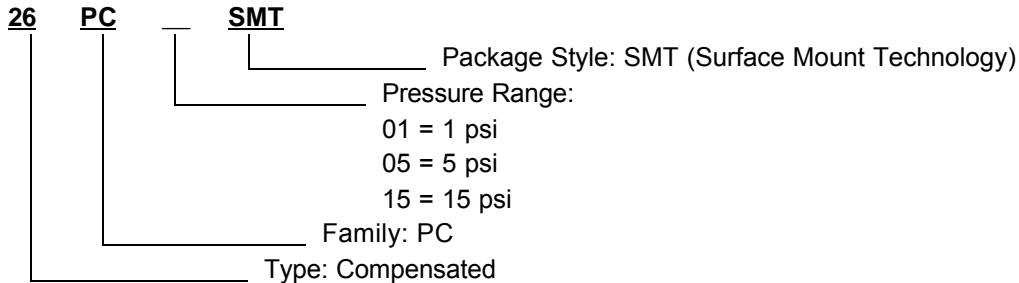 26 PC __ SMT
Package Style: SMT (Surface Mount Technology)
Pressure Range:
01 = 1 psi
05 = 5 psi
15 = 15 psi
Family: PC
Type: Compensated